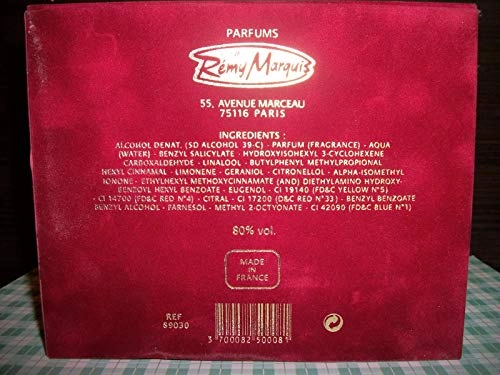 PARFUMS
Rémy Marquis
55, AVENUE MARCEAU
75116 PARIS
INGREDIENTS :
ALCOHOL DENAT. (SD ALCOHOL 39-C) - PARFUM (FRAGRANCE) - AQUA
(WATER) - BENZYL SALICYLATE - HYDROXYISOHEXYL 3-CYCLOHEXENE
CARBOXALDEHYDE - LINALOOL - BUTYLPHENYL METHYLPROPIONAL
HEXYL CINNAMAL - LIMONENE - GERANIOL - CITRONELLOL - ALPHA-ISOMETHYL
IONONE - ETHYLHEXYL METHOXYCINNAMATE (AND) DIETHYLAMINO HYDROXY-
BENZOYL HEXYL BENZOATE - EUGENOL - CI 19140 (FD&C YELLOW N°5)
- CI 14700 (FD&C RED N°4) - CITRAL - CI 17200 (D&C RED N°33) - BENZYL BENZOATE
BENZYL ALCOHOL - FARNESOL - METHYL 2-OCTYNOATE - CI 42090 (FD&C BLUE N°1)
80% vol.
MADE
IN
FRANCE
REF
89030
3 700082 500081